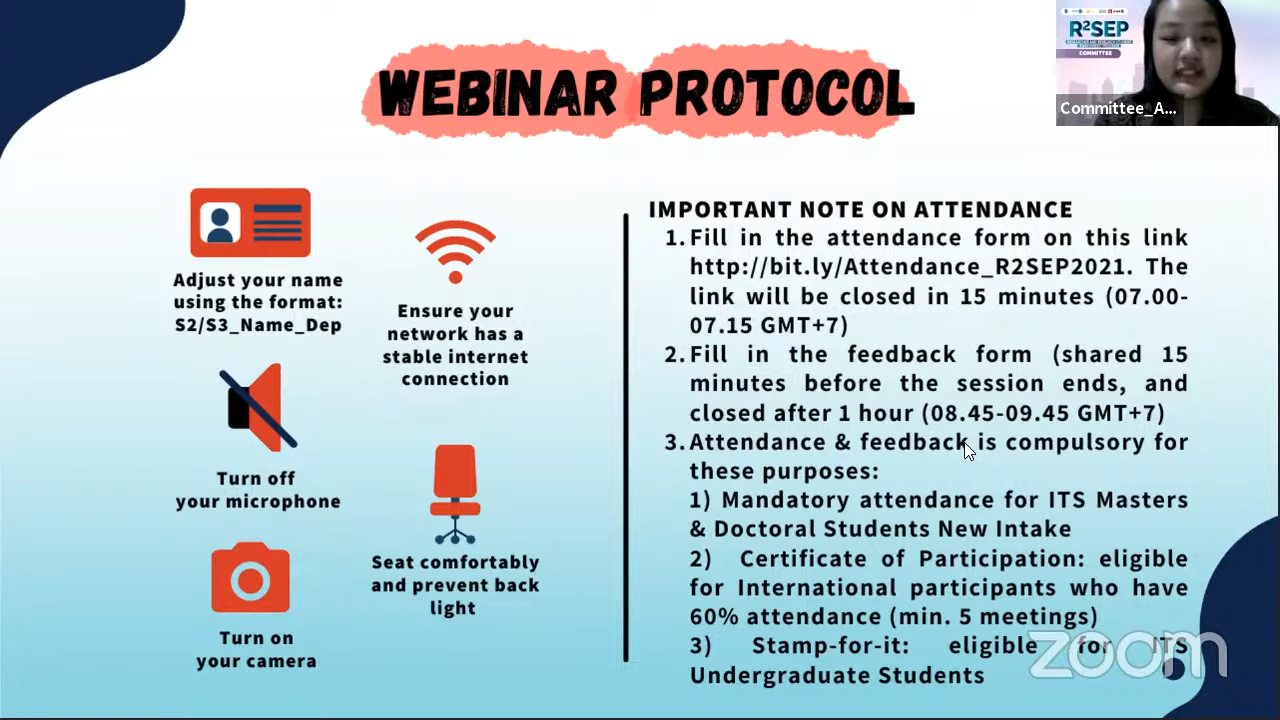 WEBINAR PROTOCOL
R²SEP
COMMITTEE
Committee_A...
Adjust your name
using the format:
S2/S3_Name_Dep
Ensure your
network has a
stable internet
connection
Turn off
your microphone
Seat comfortably
and prevent back
light
Turn on
your camera
IMPORTANT NOTE ON ATTENDANCE
1. Fill in the attendance form on this link
http://bit.ly/Attendance_R2SEP2021. The
link will be closed in 15 minutes (07.00-
07.15 GMT+7)
2. Fill in the feedback form (shared 15
minutes before the session ends, and
closed after 1 hour (08.45-09.45 GMT+7)
3. Attendance & feedback is compulsory for
these purposes:
1) Mandatory attendance for ITS Masters
& Doctoral Students New Intake
2) Certificate of Participation: eligible
for International participants who have
60% attendance (min. 5 meetings)
3) Stamp-for-it: eligible for ITS
Undergraduate Students
zoom